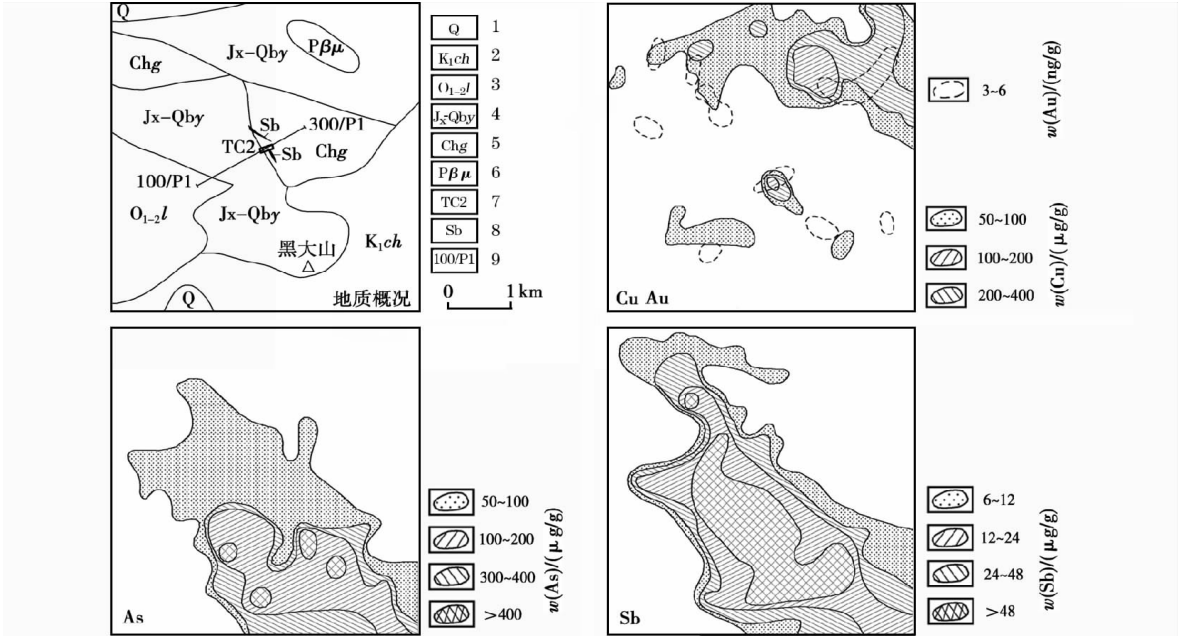 Q
Chg
Jx-Qby
Pβμ
Jx-Qby
Sb
300/P1
TC2
Sb
Chg
100/P1
O₁₋₂l
Jx-Qby
K₁ch
黑大山
地质概况
Q
Q 1
K₁ch 2
O₁₋₂l 3
Jx-Qby 4
Chg 5
Pβμ 6
TC2 7
Sb 8
100/P1 9
0 1 km
Cu Au
3~6
w(Au)/(ng/g)
50~100
100~200
200~400
w(Cu)/(μg/g)
As
50~100
100~200
300~400
>400
w(As)/(μg/g)
Sb
6~12
12~24
24~48
>48
w(Sb)/(μg/g)